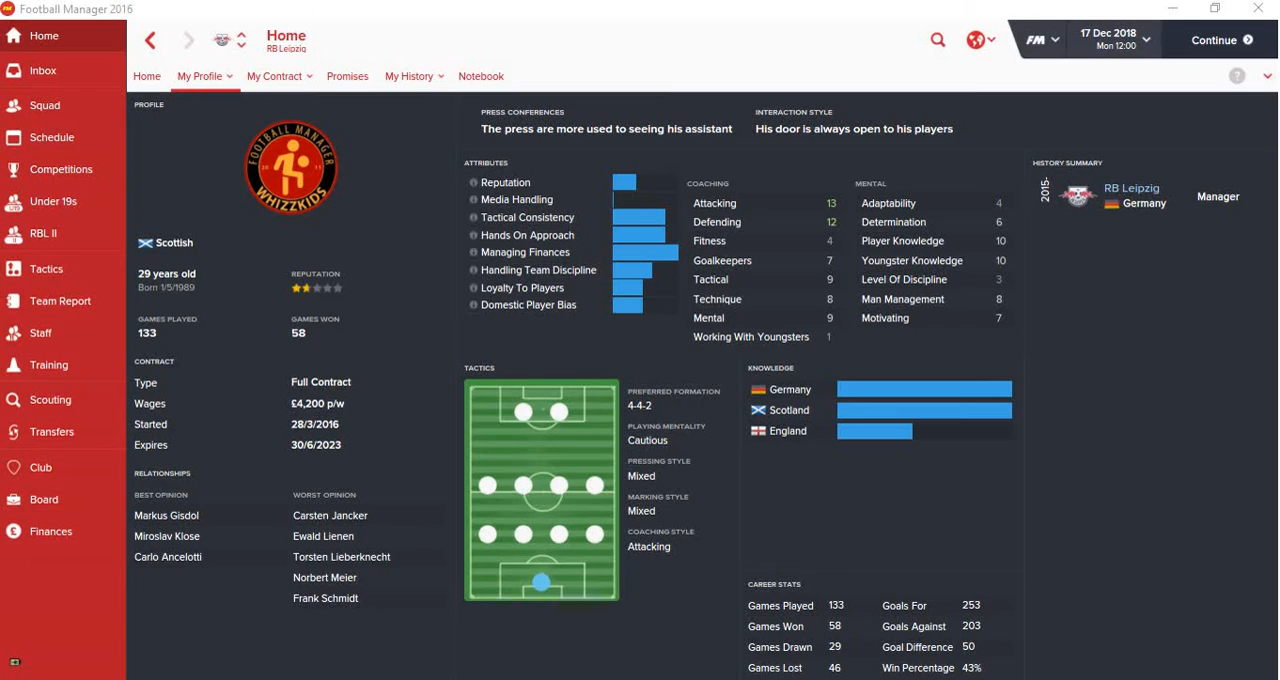 Football Manager 2016
Home
Inbox
Squad
Schedule
Competitions
Under 19s
RBL II
Tactics
Team Report
Staff
Training
Scouting
Transfers
Club
Board
Finances
Home
RB Leipzig
FM
17 Dec 2018
Mon 12:00
Continue
Home
My Profile
My Contract
Promises
My History
Notebook
?
PROFILE
FOOTBALL MANAGER
WHIZZKIDS
Scottish
29 years old
Born 1/5/1989
REPUTATION
GAMES PLAYED
133
GAMES WON
58
CONTRACT
Type Full Contract
Wages £4,200 p/w
Started 28/3/2016
Expires 30/6/2023
RELATIONSHIPS
BEST OPINION
Markus Gisdol
Miroslav Klose
Carlo Ancelotti
WORST OPINION
Carsten Jancker
Ewald Lienen
Torsten Lieberknecht
Norbert Meier
Frank Schmidt
PRESS CONFERENCES
The press are more used to seeing his assistant
INTERACTION STYLE
His door is always open to his players
ATTRIBUTES
Reputation
Media Handling
Tactical Consistency
Hands On Approach
Managing Finances
Handling Team Discipline
Loyalty To Players
Domestic Player Bias
COACHING
Attacking 13
Defending 12
Fitness 4
Goalkeepers 7
Tactical 9
Technique 8
Mental 9
Working With Youngsters 1
MENTAL
Adaptability 4
Determination 6
Player Knowledge 10
Youngster Knowledge 10
Level Of Discipline 3
Man Management 8
Motivating 7
TACTICS
PREFERRED FORMATION
4-4-2
PLAYING MENTALITY
Cautious
PRESSING STYLE
Mixed
MARKING STYLE
Mixed
COACHING STYLE
Attacking
KNOWLEDGE
Germany
Scotland
England
CAREER STATS
Games Played 133
Games Won 58
Games Drawn 29
Games Lost 46
Goals For 253
Goals Against 203
Goal Difference 50
Win Percentage 43%
HISTORY SUMMARY
2015-
RB Leipzig
Germany
Manager